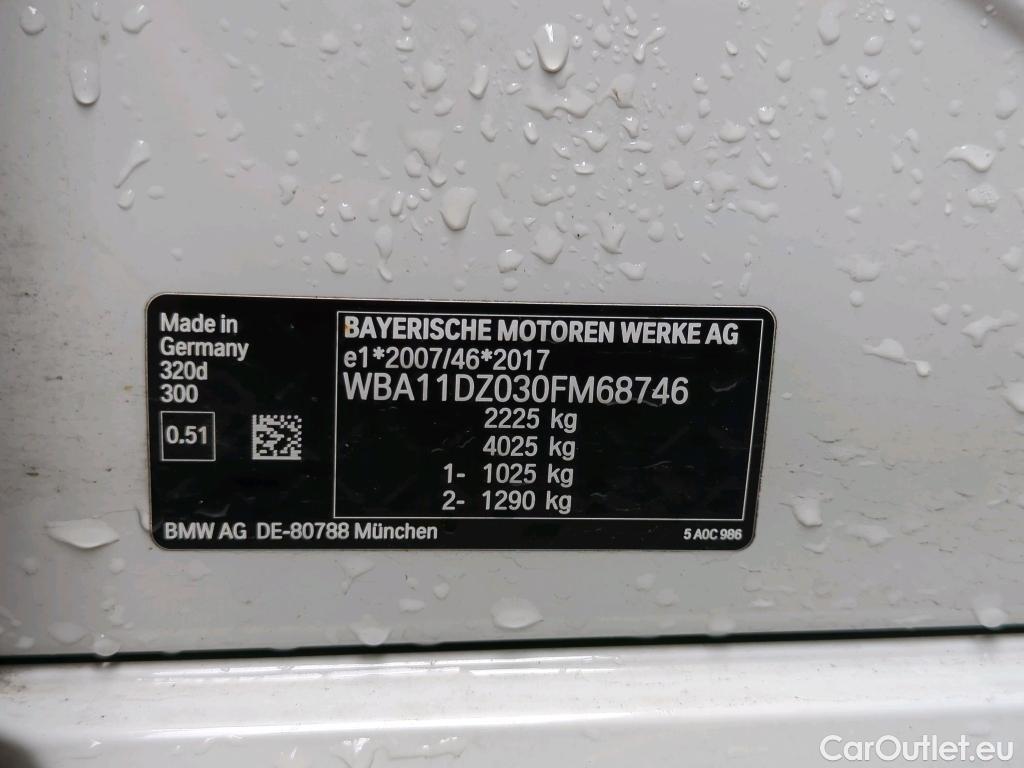 Made in
Germany
320d
300
0.51
BAYERISCHE MOTOREN WERKE AG
e1*2007/46*2017
WBA11DZ030FM68746
2225 kg
4025 kg
1- 1025 kg
2- 1290 kg
BMW AG DE-80788 München
5 A0C 986
CarOutlet.eu